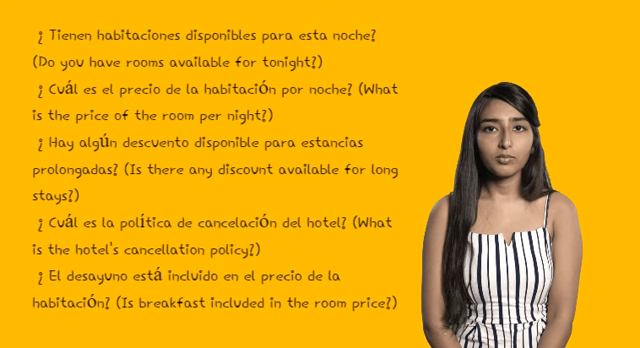 ¿ Tienen habitaciones disponibles para esta noche?
(Do you have rooms available for tonight?)
¿ Cuál es el precio de la habitación por noche? (What
is the price of the room per night?)
¿ Hay algún descuento disponible para estancias
prolongadas? (Is there any discount available for long
stays?)
¿ Cuál es la política de cancelación del hotel? (What
is the hotel's cancellation policy?)
¿ El desayuno está incluido en el precio de la
habitación? (Is breakfast included in the room price?)